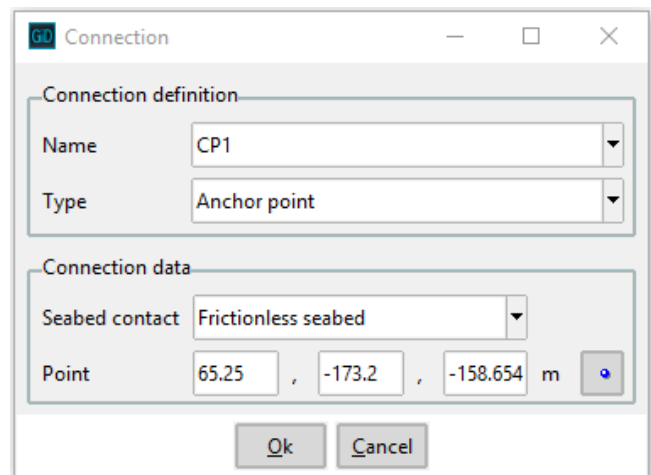 GiD Connection
Connection definition
Name CP1
Type Anchor point
Connection data
Seabed contact Frictionless seabed
Point 65.25 , -173.2 , -158.654 m
Ok Cancel